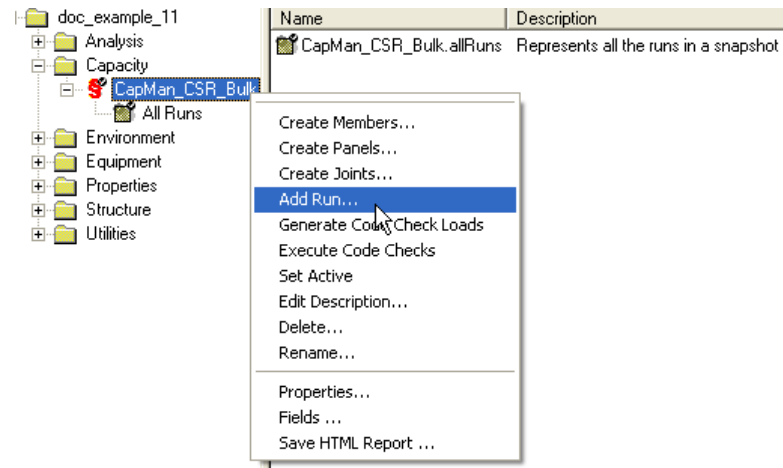 doc_example_11
Analysis
Capacity
CapMan_CSR_Bulk
All Runs
Environment
Equipment
Properties
Structure
Utilities
Name Description
CapMan_CSR_Bulk.allRuns Represents all the runs in a snapshot
Create Members...
Create Panels...
Create Joints...
Add Run...
Generate Code Check Loads
Execute Code Checks
Set Active
Edit Description...
Delete...
Rename...
Properties...
Fields ...
Save HTML Report ...